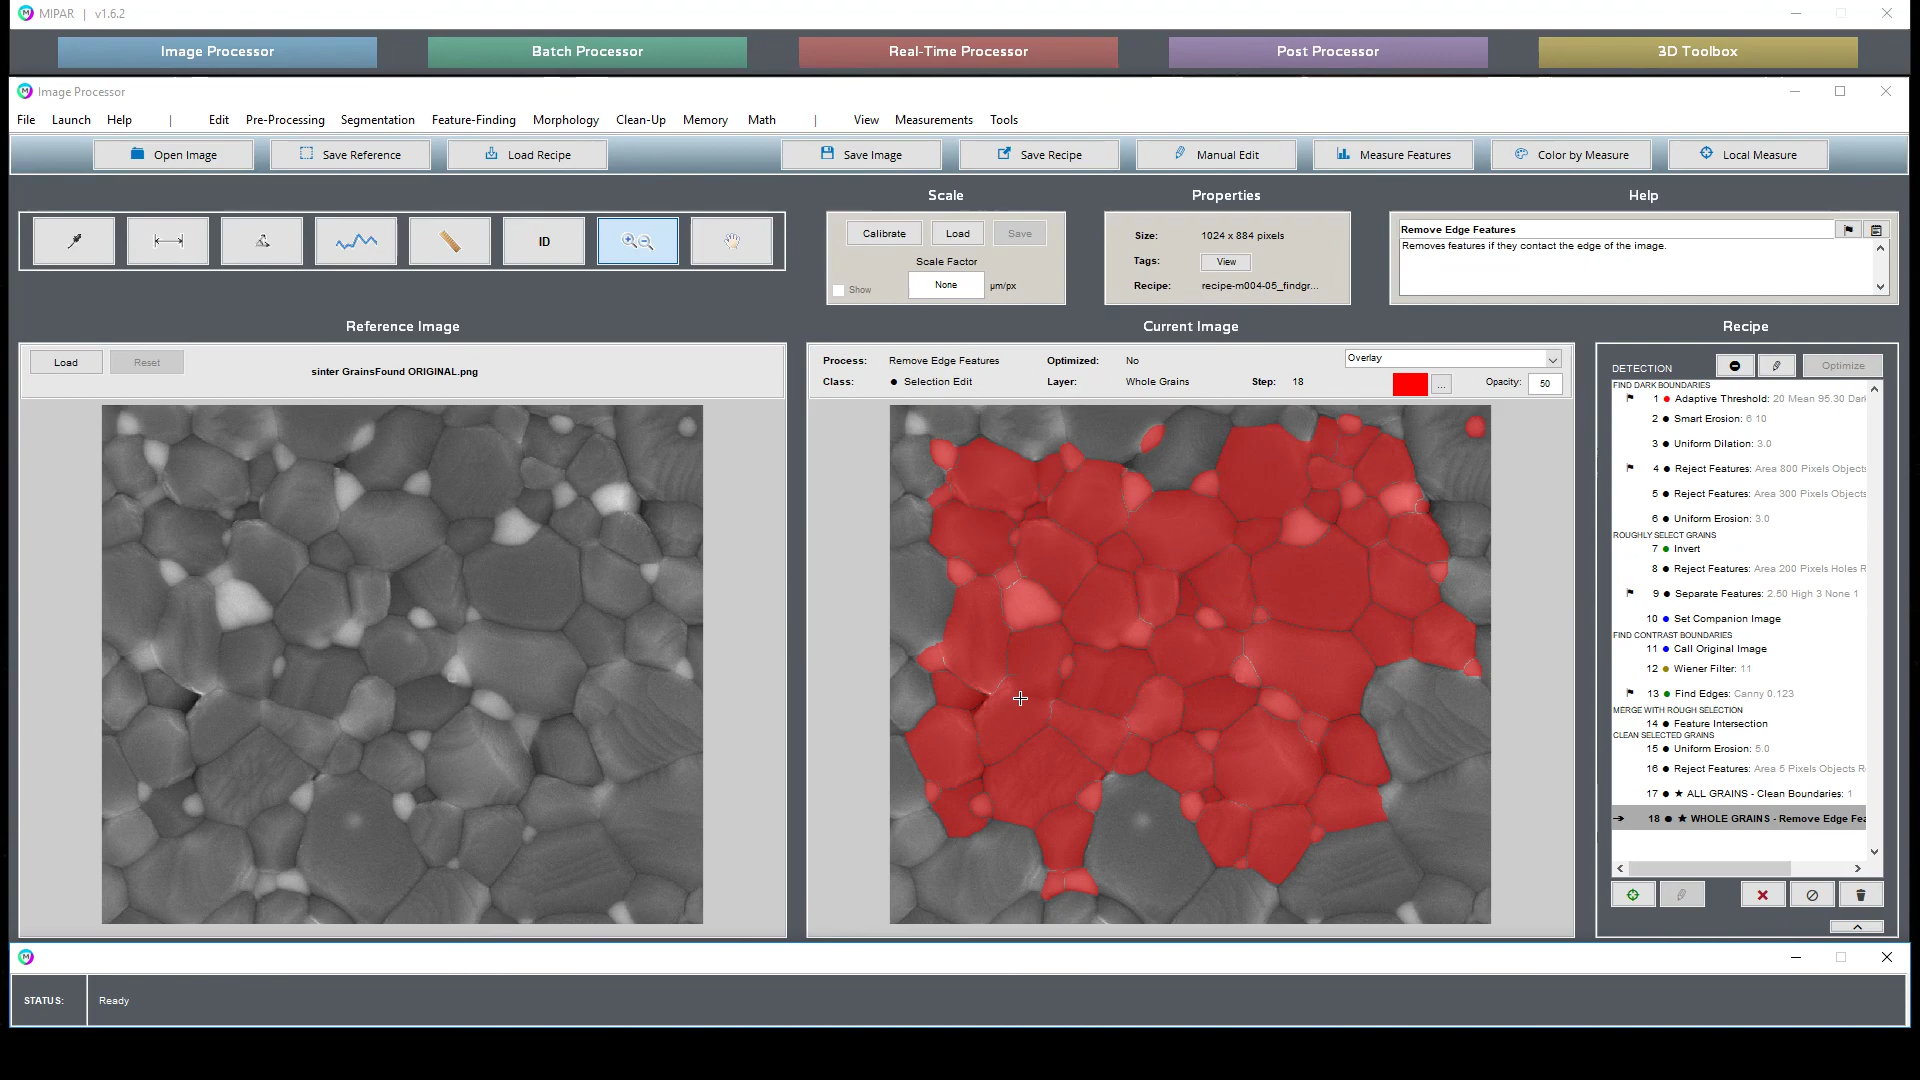 MIPAR | v1.6.2
Image Processor
Batch Processor
Real-Time Processor
Post Processor
3D Toolbox
Image Processor
File Launch Help | Edit Pre-Processing Segmentation Feature-Finding Morphology Clean-Up Memory Math | View Measurements Tools
Open Image
Save Reference
Load Recipe
Save Image
Save Recipe
Manual Edit
Measure Features
Color by Measure
Local Measure
ID
Scale
Calibrate Load Save
Scale Factor
Show None µm/px
Properties
Size: 1024 x 884 pixels
Tags: View
Recipe: recipe-m004-05_findgr...
Help
Remove Edge Features
Removes features if they contact the edge of the image.
Reference Image
Load Reset
sinter GrainsFound ORIGINAL.png
Current Image
Process: Remove Edge Features Optimized: No Overlay
Class: Selection Edit Layer: Whole Grains Step: 18 ... Opacity: 50
Recipe
DETECTION Optimize
FIND DARK BOUNDARIES
1 Adaptive Threshold: 20 Mean 95.30 Dark
2 Smart Erosion: 6 10
3 Uniform Dilation: 3.0
4 Reject Features: Area 800 Pixels Objects
5 Reject Features: Area 300 Pixels Objects
6 Uniform Erosion: 3.0
ROUGHLY SELECT GRAINS
7 Invert
8 Reject Features: Area 200 Pixels Holes R
9 Separate Features: 2.50 High 3 None 1
10 Set Companion Image
FIND CONTRAST BOUNDARIES
11 Call Original Image
12 Wiener Filter: 11
13 Find Edges: Canny 0.123
MERGE WITH ROUGH SELECTION
14 Feature Intersection
CLEAN SELECTED GRAINS
15 Uniform Erosion: 5.0
16 Reject Features: Area 5 Pixels Objects R
17 ★ ALL GRAINS - Clean Boundaries: 1
18 ★ WHOLE GRAINS - Remove Edge Fea
STATUS: Ready